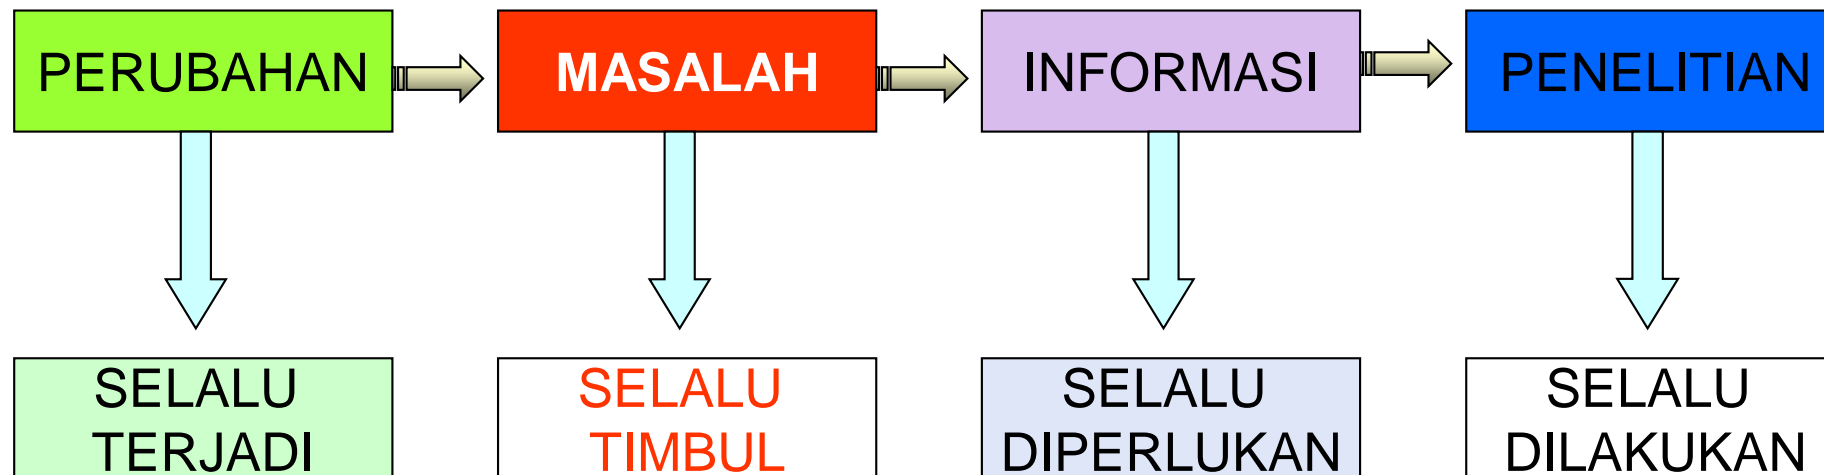 PERUBAHAN
MASALAH
INFORMASI
PENELITIAN
SELALU
TERJADI
SELALU
TIMBUL
SELALU
DIPERLUKAN
SELALU
DILAKUKAN